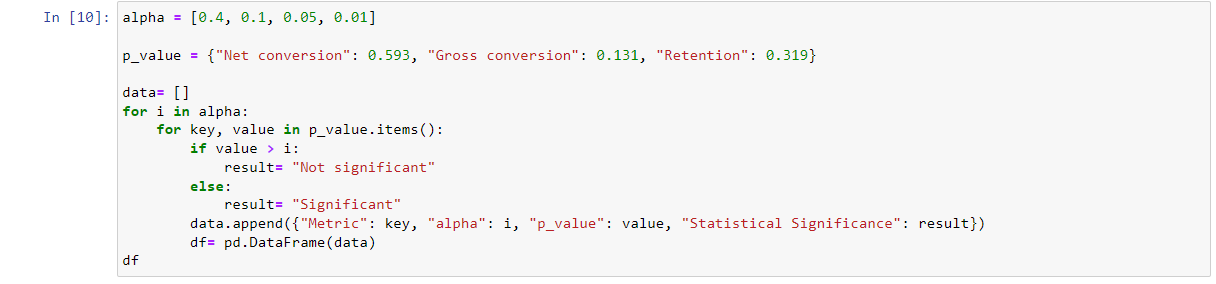 In [10]: alpha = [0.4, 0.1, 0.05, 0.01]
p_value = {"Net conversion": 0.593, "Gross conversion": 0.131, "Retention": 0.319}
data= []
for i in alpha:
    for key, value in p_value.items():
        if value > i:
            result= "Not significant"
        else:
            result= "Significant"
        data.append({"Metric": key, "alpha": i, "p_value": value, "Statistical Significance": result})
        df= pd.DataFrame(data)
df